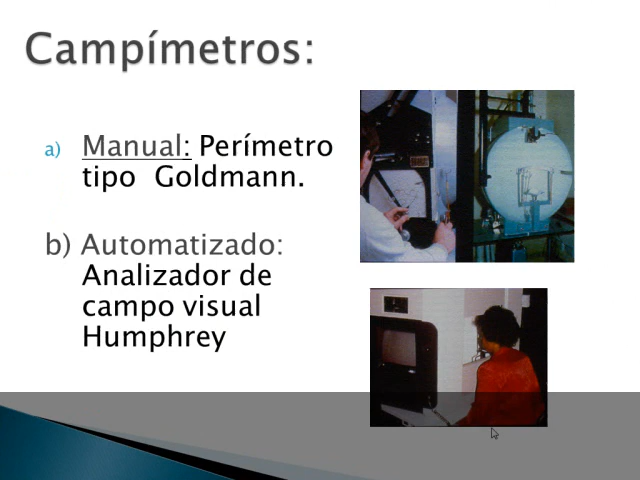 Campímetros:
a) Manual: Perímetro
tipo Goldmann.
b) Automatizado:
Analizador de
campo visual
Humphrey